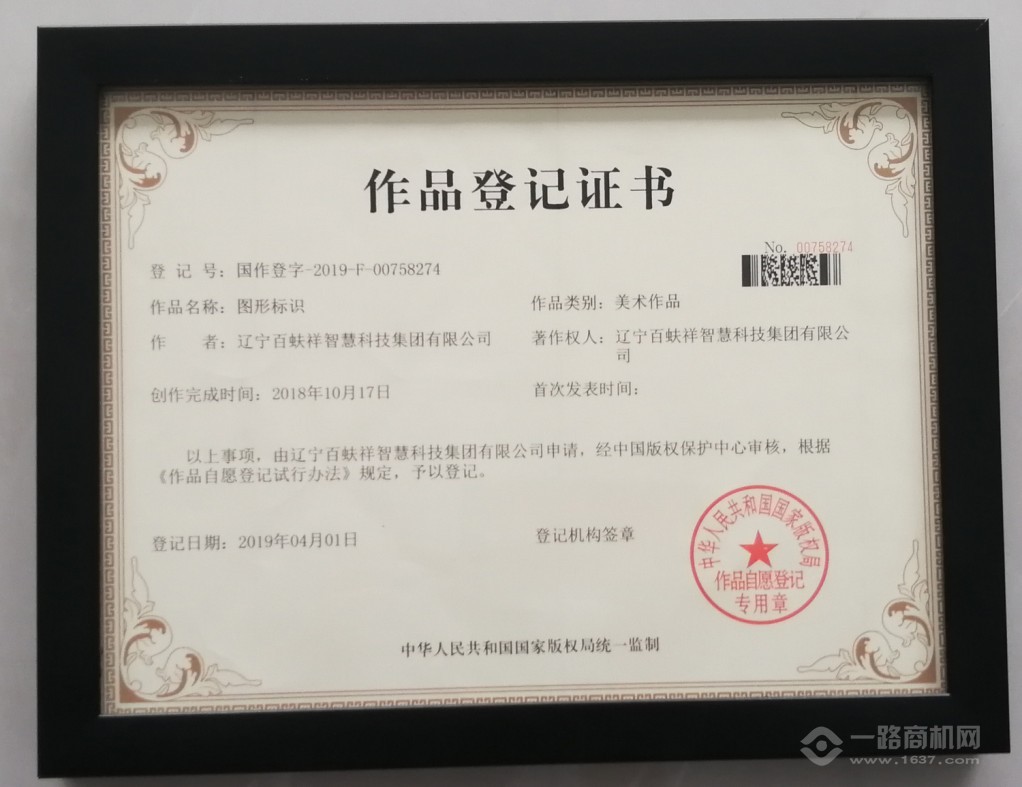 作品登记证书
No. 00758274
登 记 号：国作登字-2019-F-00758274
作品名称：图形标识
作品类别：美术作品
作 者：辽宁百蚨祥智慧科技集团有限公司
著作权人：辽宁百蚨祥智慧科技集团有限公
司
创作完成时间：2018年10月17日
首次发表时间：
以上事项，由辽宁百蚨祥智慧科技集团有限公司申请，经中国版权保护中心审核，根据
《作品自愿登记试行办法》规定，予以登记。
登记日期：2019年04月01日
登记机构签章
中华人民共和国国家版权局
作品自愿登记
专用章
中华人民共和国国家版权局统一监制
一路商机网
www.1637.com